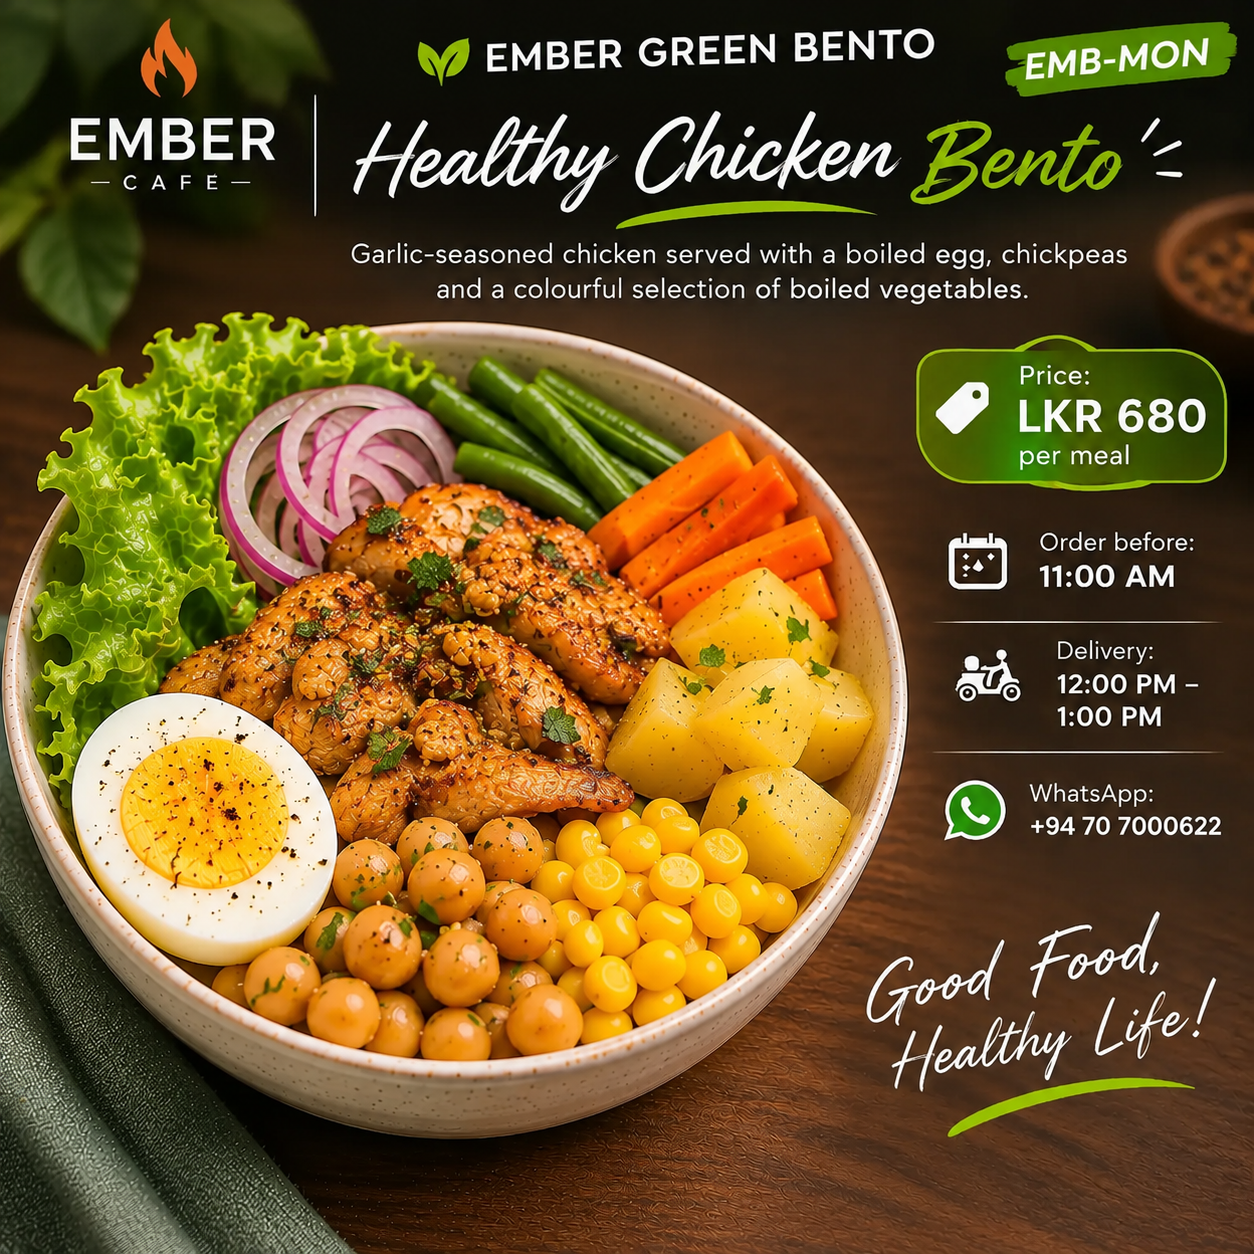 EMBER
CAFE
EMBER GREEN BENTO
EMB-MON
Healthy Chicken Bento
Garlic-seasoned chicken served with a boiled egg, chickpeas
and a colourful selection of boiled vegetables.
Price:
LKR 680
per meal
Order before:
11:00 AM
Delivery:
12:00 PM –
1:00 PM
WhatsApp:
+94 70 7000622
Good Food,
Healthy Life!